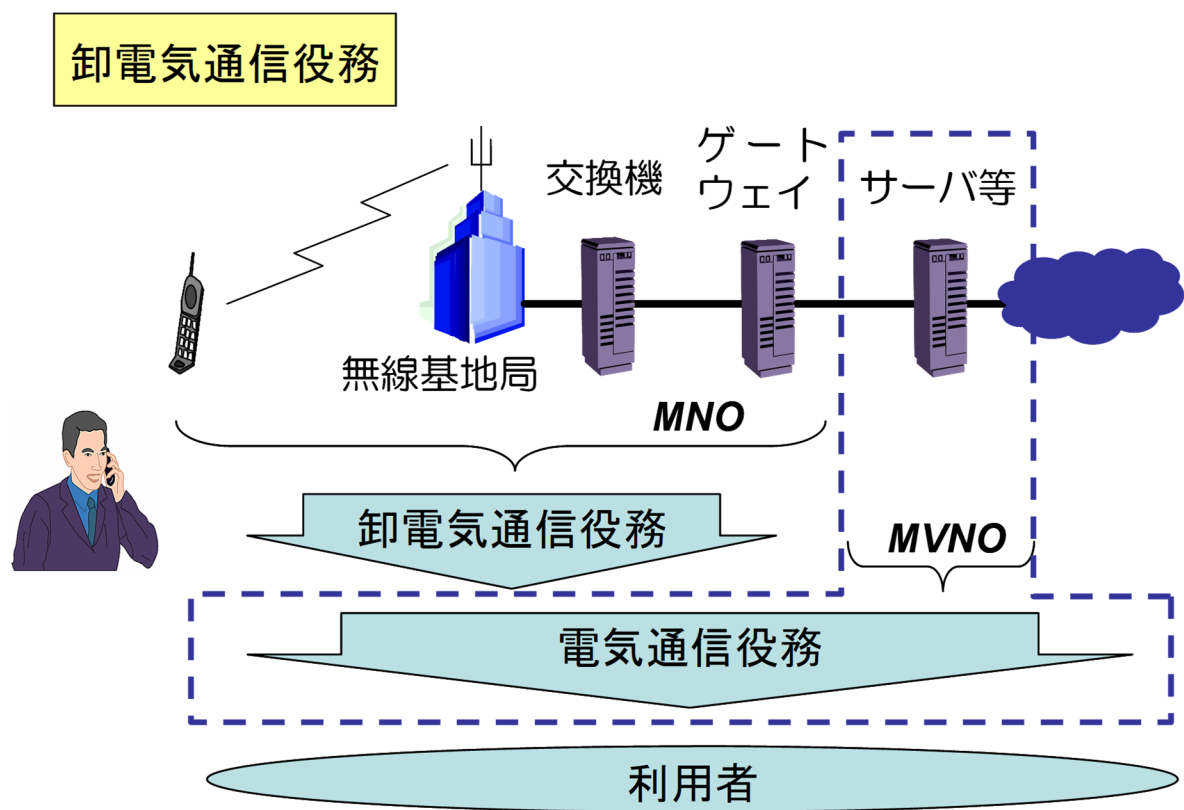 卸電気通信役務
交換機
ゲート
ウェイ
サーバ等
無線基地局
MNO
卸電気通信役務
MVNO
電気通信役務
利用者